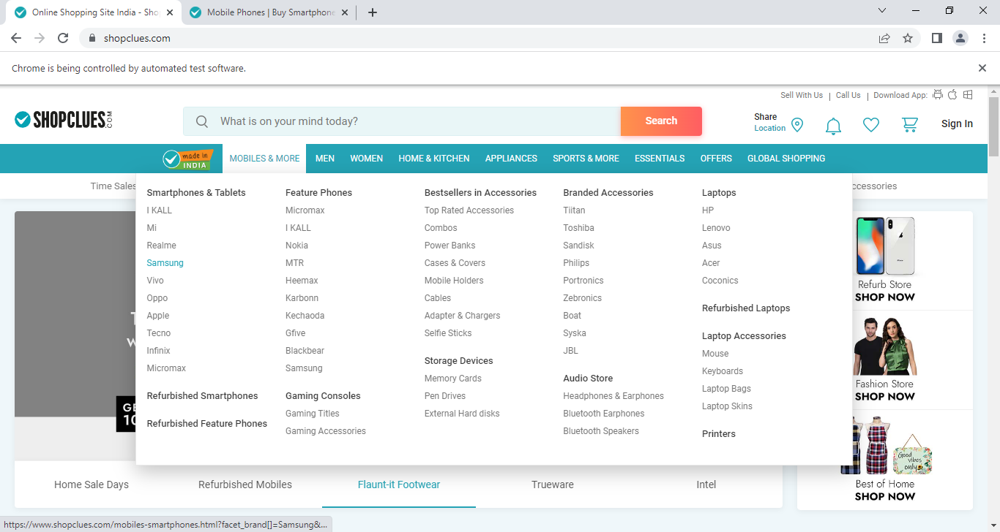 Online Shopping Site India - Sho
Mobile Phones | Buy Smartphone
shopclues.com
Chrome is being controlled by automated test software.
Sell With Us | Call Us | Download App:
SHOPCLUES.COM
What is on your mind today?
Search
Share
Location
Sign In
made in
INDIA
MOBILES & MORE
MEN
WOMEN
HOME & KITCHEN
APPLIANCES
SPORTS & MORE
ESSENTIALS
OFFERS
GLOBAL SHOPPING
Time Sales
ccessories
Smartphones & Tablets
I KALL
Mi
Realme
Samsung
Vivo
Oppo
Apple
Tecno
Infinix
Micromax
Refurbished Smartphones
Refurbished Feature Phones
Feature Phones
Micromax
I KALL
Nokia
MTR
Heemax
Karbonn
Kechaoda
Gfive
Blackbear
Samsung
Gaming Consoles
Gaming Titles
Gaming Accessories
Bestsellers in Accessories
Top Rated Accessories
Combos
Power Banks
Cases & Covers
Mobile Holders
Cables
Adapter & Chargers
Selfie Sticks
Storage Devices
Memory Cards
Pen Drives
External Hard disks
Branded Accessories
Tiitan
Toshiba
Sandisk
Philips
Portronics
Zebronics
Boat
Syska
JBL
Audio Store
Headphones & Earphones
Bluetooth Earphones
Bluetooth Speakers
Laptops
HP
Lenovo
Asus
Acer
Coconics
Refurbished Laptops
Laptop Accessories
Mouse
Keyboards
Laptop Bags
Laptop Skins
Printers
Refurb Store
SHOP NOW
Fashion Store
SHOP NOW
Good
vibes
only
Best of Home
SHOP NOW
Home Sale Days
Refurbished Mobiles
Flaunt-it Footwear
Trueware
Intel
https://www.shopclues.com/mobiles-smartphones.html?facet_brand[]=Samsung&...